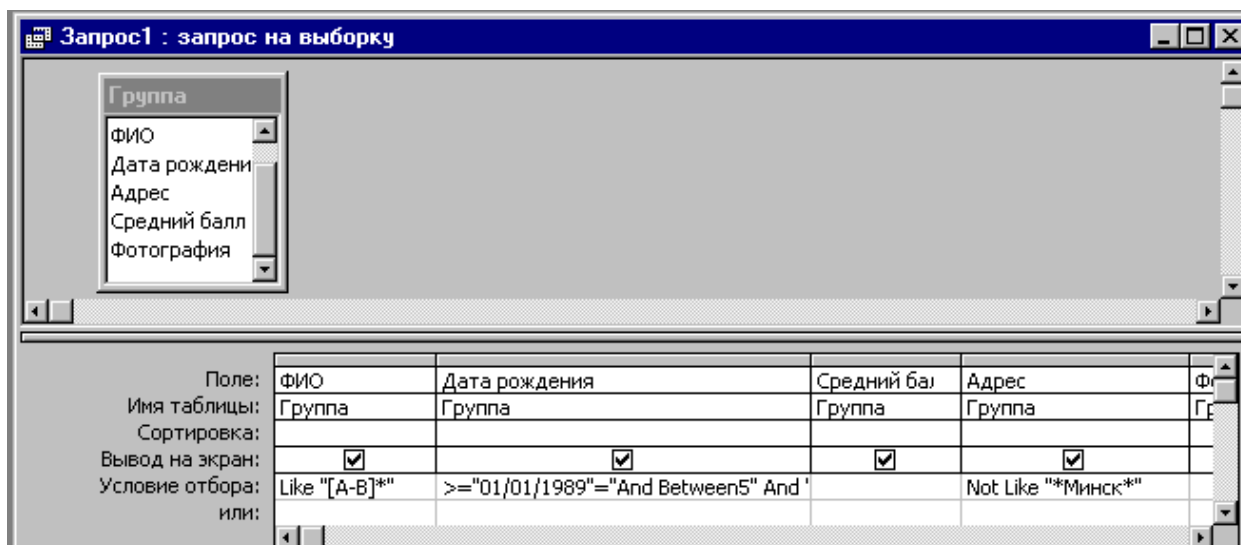 Запрос1 : запрос на выборку
Группа
ФИО
Дата рождени
Адрес
Средний балл
Фотография
Поле: ФИО Дата рождения Средний бал Адрес Фо
Имя таблицы: Группа Группа Группа Группа Гр
Сортировка:
Вывод на экран:
Условие отбора: Like "[А-В]*" >="01/01/1989"="And Between5" And ' Not Like "*Минск*"
или: